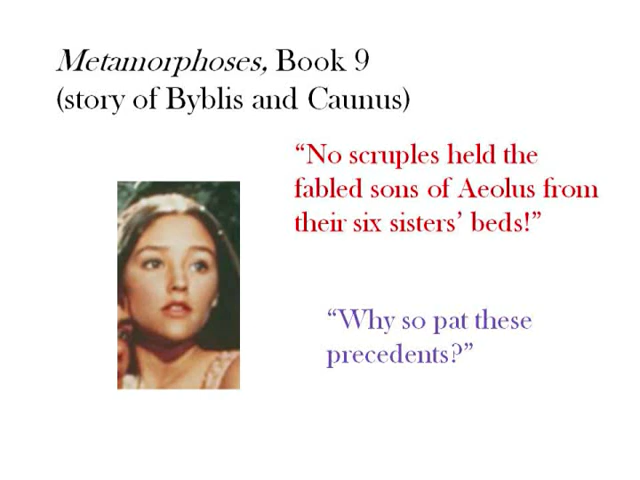 Metamorphoses, Book 9
(story of Byblis and Caunus)
“No scruples held the
fabled sons of Aeolus from
their six sisters’ beds!”
“Why so pat these
precedents?”